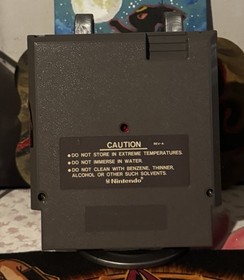 CAUTION REV-A
● DO NOT STORE IN EXTREME TEMPERATURES.
● DO NOT IMMERSE IN WATER.
● DO NOT CLEAN WITH BENZENE, THINNER,
ALCOHOL OR OTHER SUCH SOLVENTS.
® Nintendo®